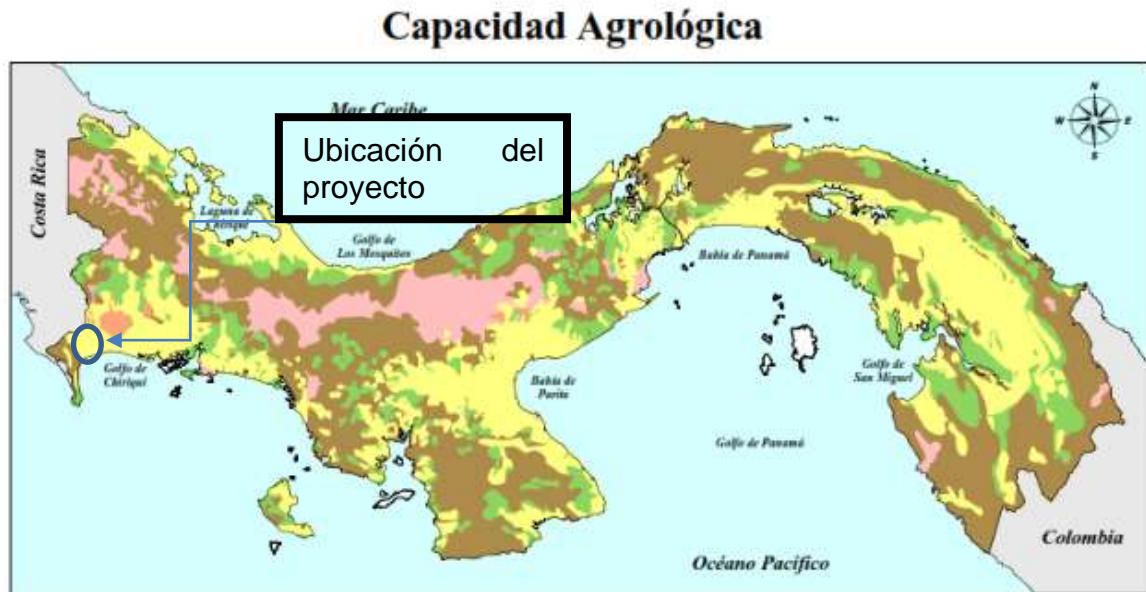 Capacidad Agrológica
Mar Caribe
N
W
E
S
Ubicación del
proyecto
Costa Rica
Laguna de
Chiriquí
Golfo de
Los Mosquitos
Bahía de Panamá
Golfo de
Chiriquí
Bahía de
Parita
Golfo de
San Miguel
Golfo de Panamá
Océano Pacífico
Colombia